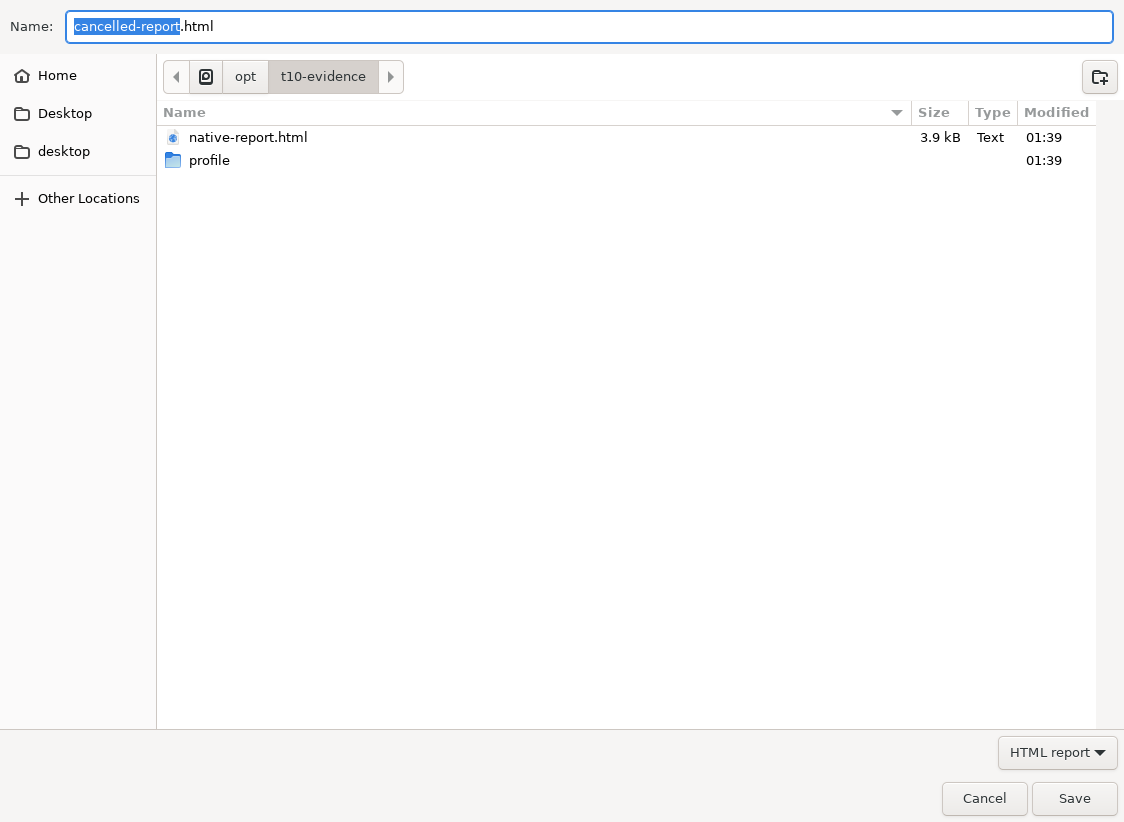 Name: cancelled-report.html
Home
Desktop
desktop
Other Locations
opt t10-evidence
Name Size Type Modified
native-report.html 3.9 kB Text 01:39
profile 01:39
HTML report
Cancel Save